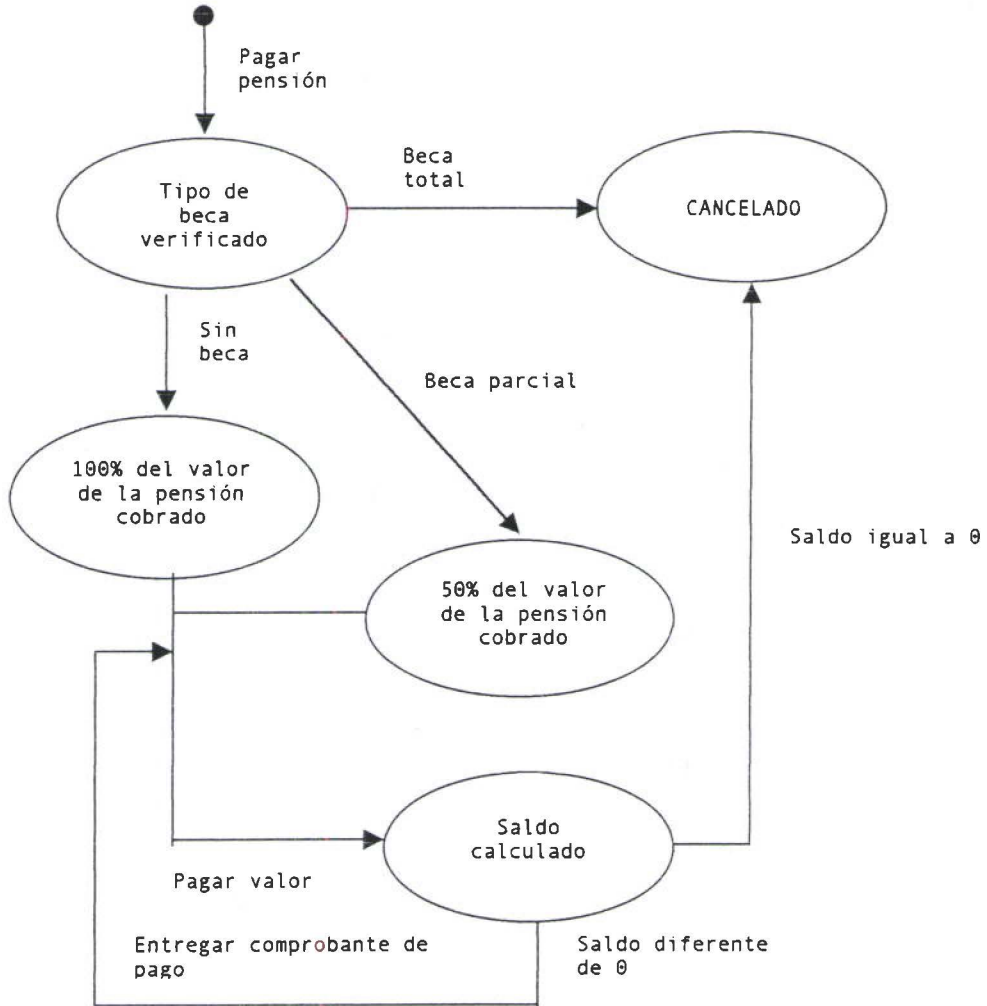 Pagar
pensión
Tipo de
beca
verificado
Beca
total
CANCELADO
Sin
beca
Beca parcial
100% del valor
de la pensión
cobrado
Saldo igual a 0
50% del valor
de la pensión
cobrado
Saldo
calculado
Pagar valor
Entregar comprobante de
pago
Saldo diferente
de 0